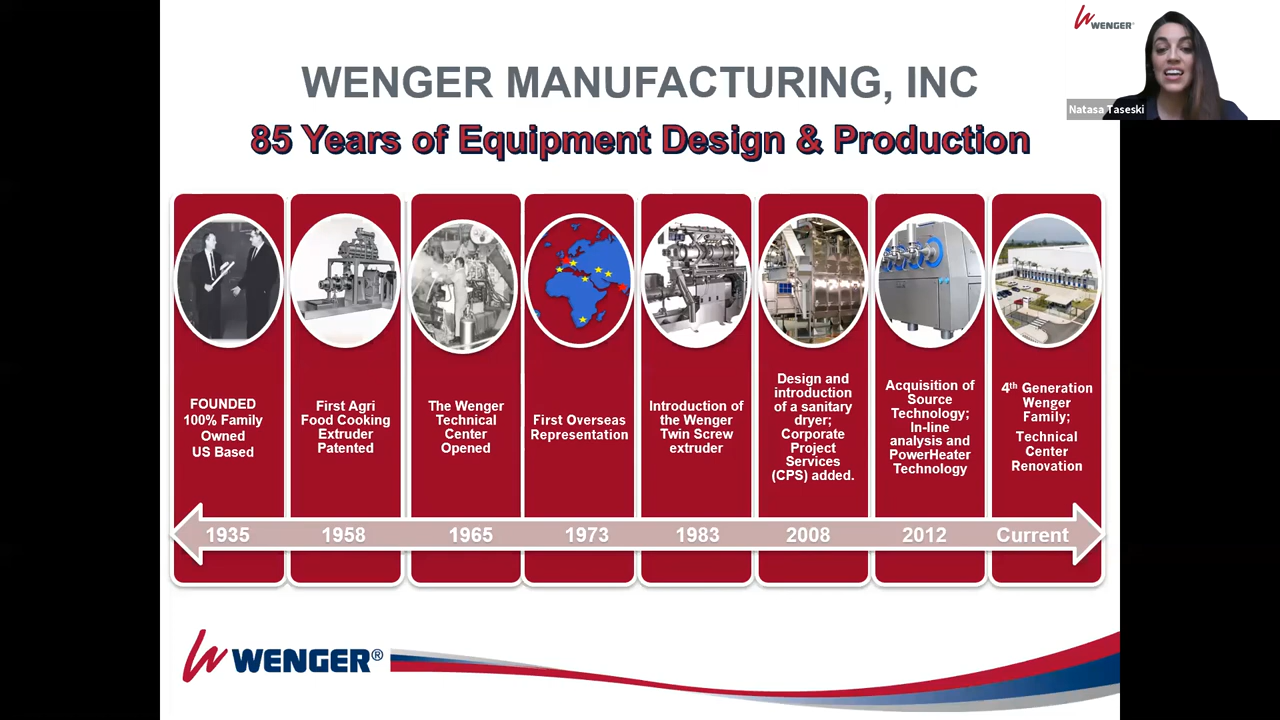 WENGER®
Natasa Taseski
WENGER MANUFACTURING, INC
85 Years of Equipment Design & Production
FOUNDED
100% Family
Owned
US Based
First Agri
Food Cooking
Extruder
Patented
The Wenger
Technical
Center
Opened
First Overseas
Representation
Introduction of
the Wenger
Twin Screw
extruder
Design and
introduction
of a sanitary
dryer;
Corporate
Project
Services
(CPS) added.
Acquisition of
Source
Technology;
In-line
analysis and
PowerHeater
Technology
4th Generation
Wenger
Family;
Technical
Center
Renovation
1935
1958
1965
1973
1983
2008
2012
Current
WENGER®